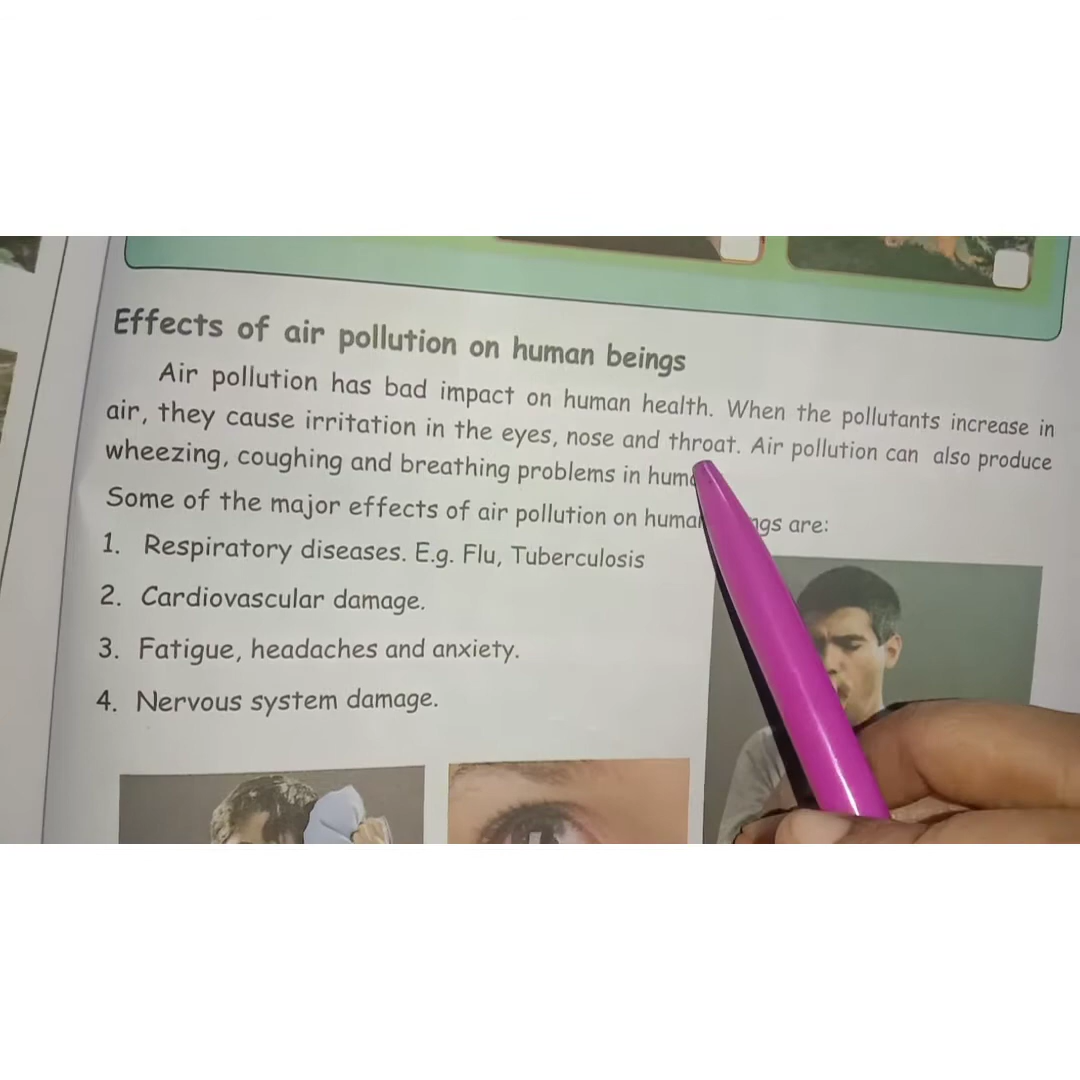 Effects of air pollution on human beings
Air pollution has bad impact on human health. When the pollutants increase in
air, they cause irritation in the eyes, nose and throat. Air pollution can also produce
wheezing, coughing and breathing problems in
Some of the major effects of air pollution on are:
1. Respiratory diseases. E.g. Flu, Tuberculosis
2. Cardiovascular damage.
3. Fatigue, headaches and anxiety.
4. Nervous system damage.